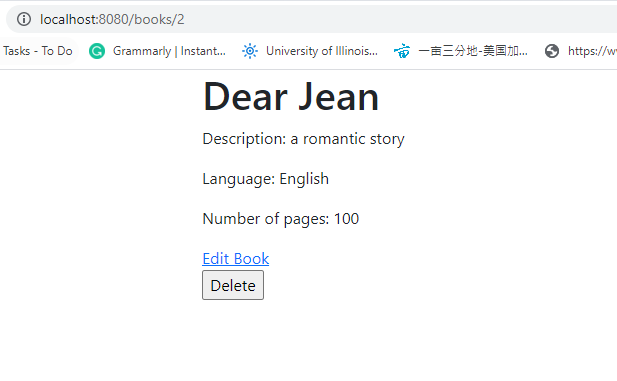 localhost:8080/books/2
Tasks - To Do Grammarly | Instant... University of Illinois... 一亩三分地-美国加... https://w
Dear Jean
Description: a romantic story
Language: English
Number of pages: 100
Edit Book
Delete